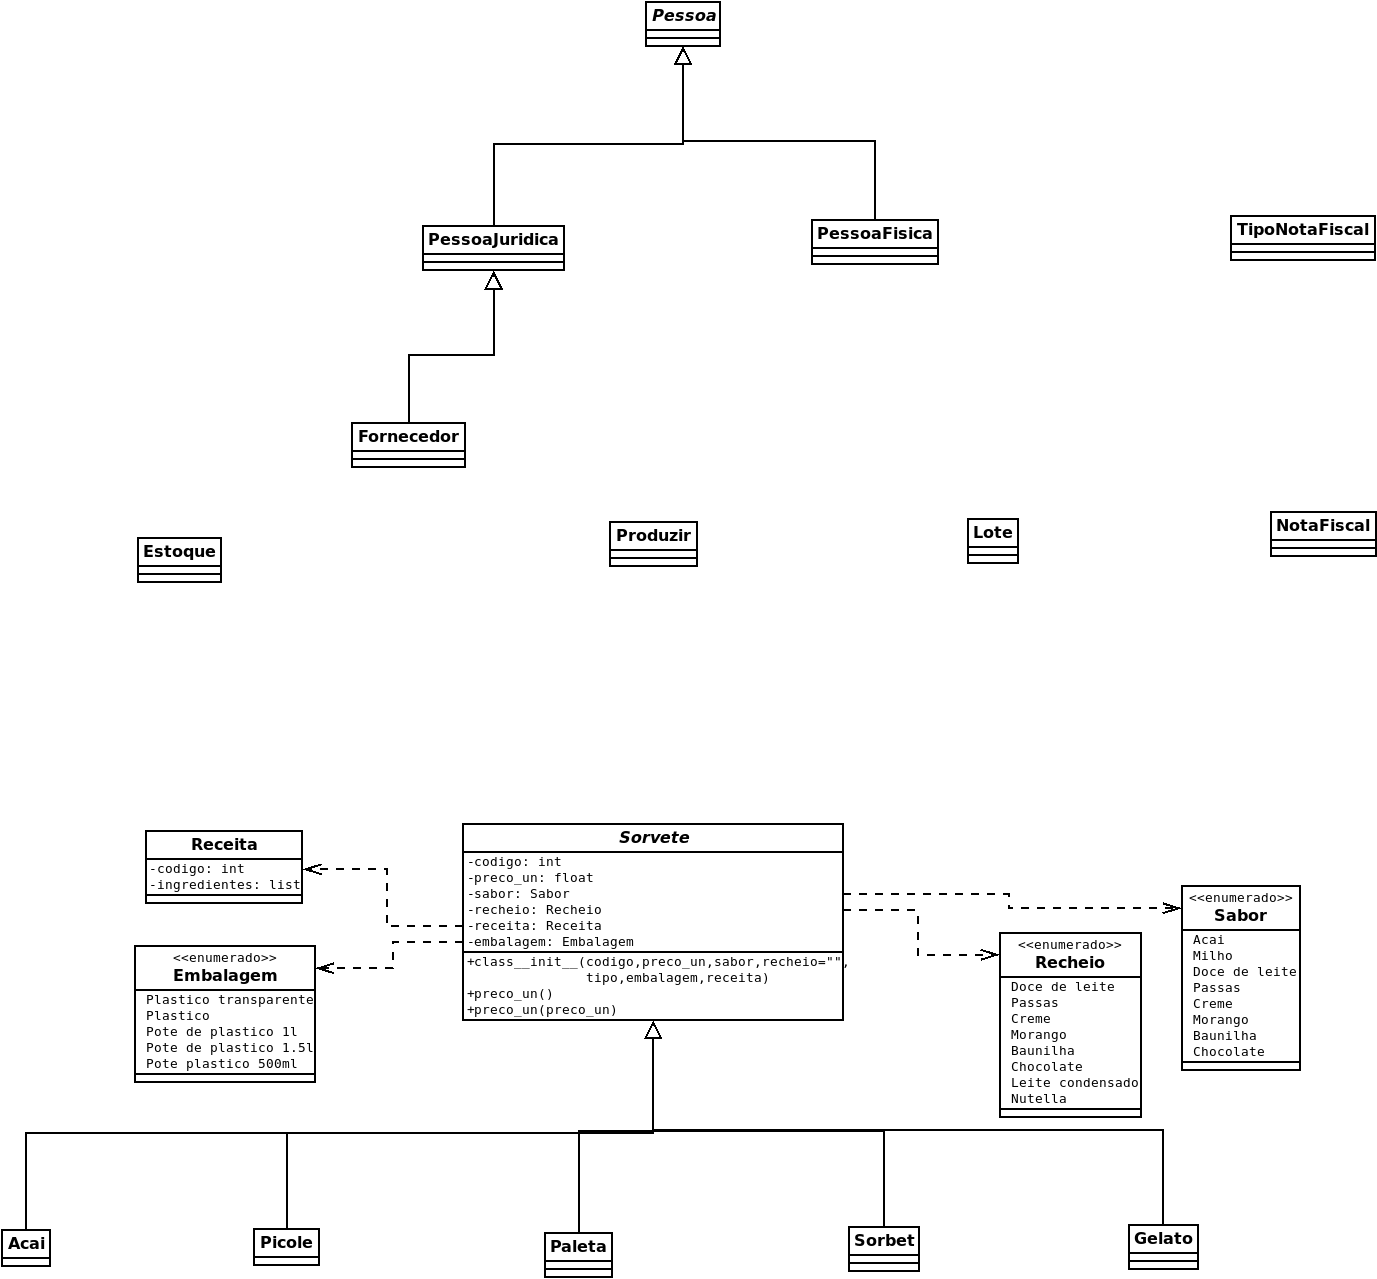 Pessoa
PessoaJuridica
PessoaFisica
TipoNotaFiscal
Fornecedor
Estoque
Produzir
Lote
NotaFiscal
Receita
-codigo: int
-ingredientes: list
<<enumerado>>
Embalagem
Plastico transparente
Plastico
Pote de plastico 1l
Pote de plastico 1.5l
Pote plastico 500ml
Sorvete
-codigo: int
-preco_un: float
-sabor: Sabor
-recheio: Recheio
-receita: Receita
-embalagem: Embalagem
+class__init__(codigo,preco_un,sabor,recheio="",
tipo,embalagem,receita)
+preco_un()
+preco_un(preco_un)
<<enumerado>>
Recheio
Doce de leite
Passas
Creme
Morango
Baunilha
Chocolate
Leite condensado
Nutella
<<enumerado>>
Sabor
Acai
Milho
Doce de leite
Passas
Creme
Morango
Baunilha
Chocolate
Acai
Picole
Paleta
Sorbet
Gelato